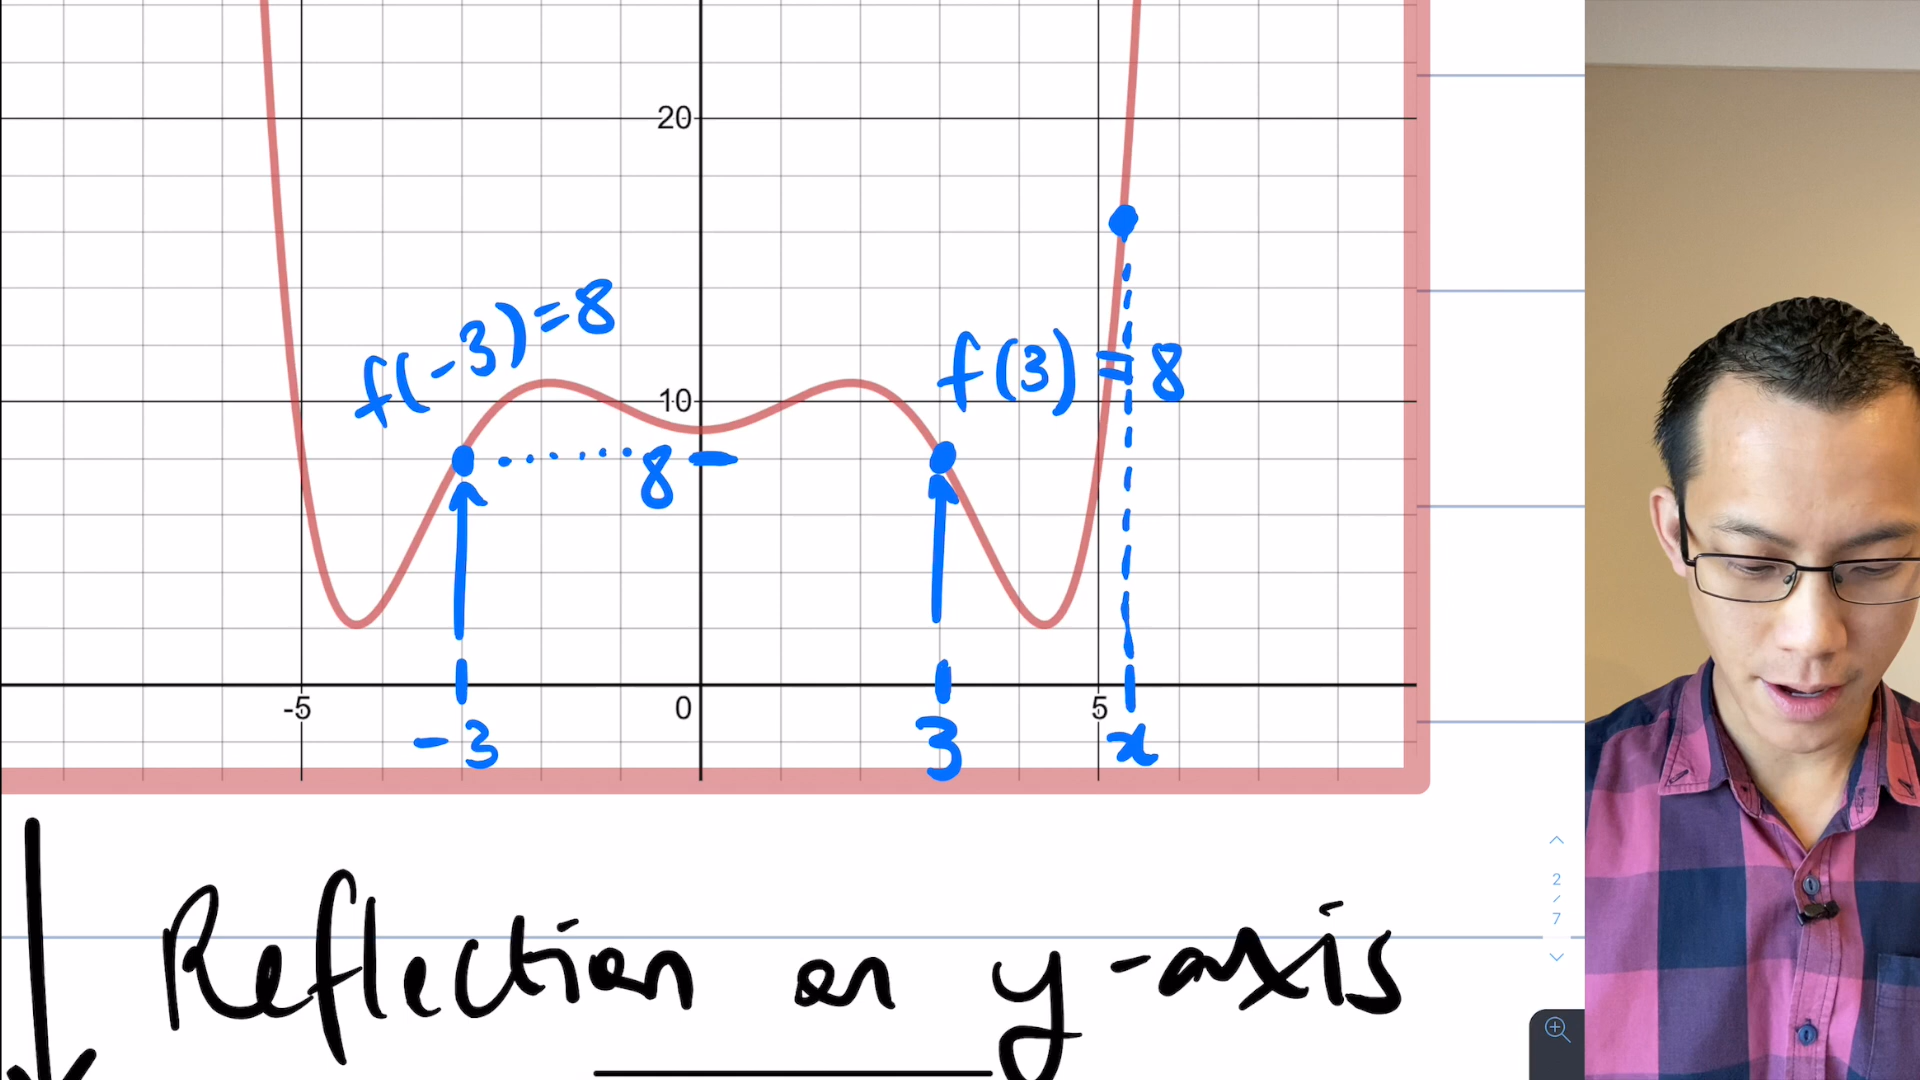 20
f(-3)=8
f(3)=8
10
8
-5
0
5
-3
3
x
Reflection on y-axis
2
/
7